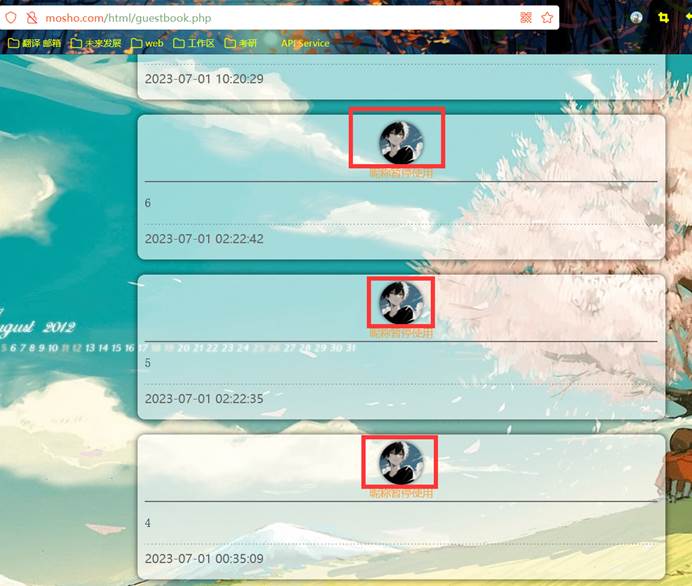 mosho.com/html/guestbook.php
翻译 邮箱 未来发展 web 工作区 考研 API Service
2023-07-01 10:20:29
昵称暂停使用
6
2023-07-01 02:22:42
昵称暂停使用
August 2012
5 6 7 8 9 10 11 12 13 14 15 16 17 18 19 20 21 22 23 24 25 26 27 28 29 30 31
5
2023-07-01 02:22:35
昵称暂停使用
4
2023-07-01 00:35:09